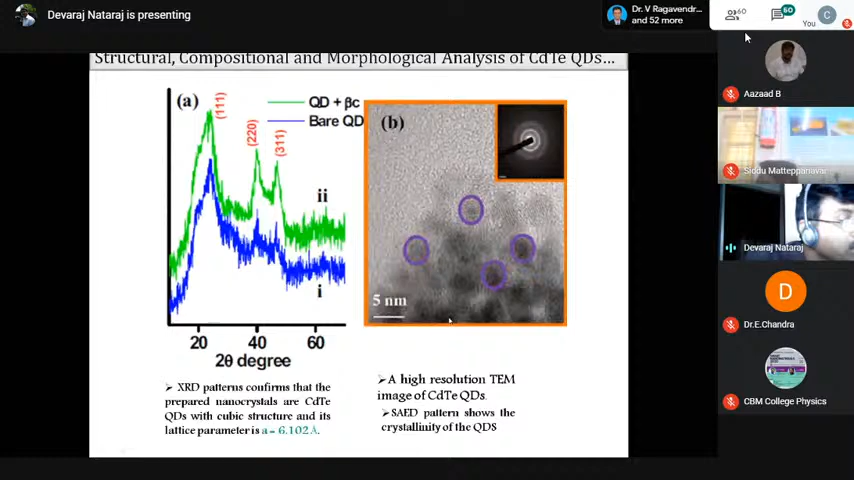 Devaraj Nataraj is presenting
Dr. V Ragavendr...
and 52 more
60
60
You
C
Structural, Compositional and Morphological Analysis of CdTe QDs...
(a)
(111)
(220)
(311)
QD + βc
Bare QD
ii
i
20 40 60
2θ degree
(b)
5 nm
➢ XRD patterns confirms that the
prepared nanocrystals are CdTe
QDs with cubic structure and its
lattice parameter is a = 6.102Å.
➢A high resolution TEM
image of CdTe QDs.
➢SAED pattern shows the
crystallinity of the QDS
Aazaad B
Siddu Matteppanavar
Devaraj Nataraj
D
Dr.E.Chandra
CBM College Physics